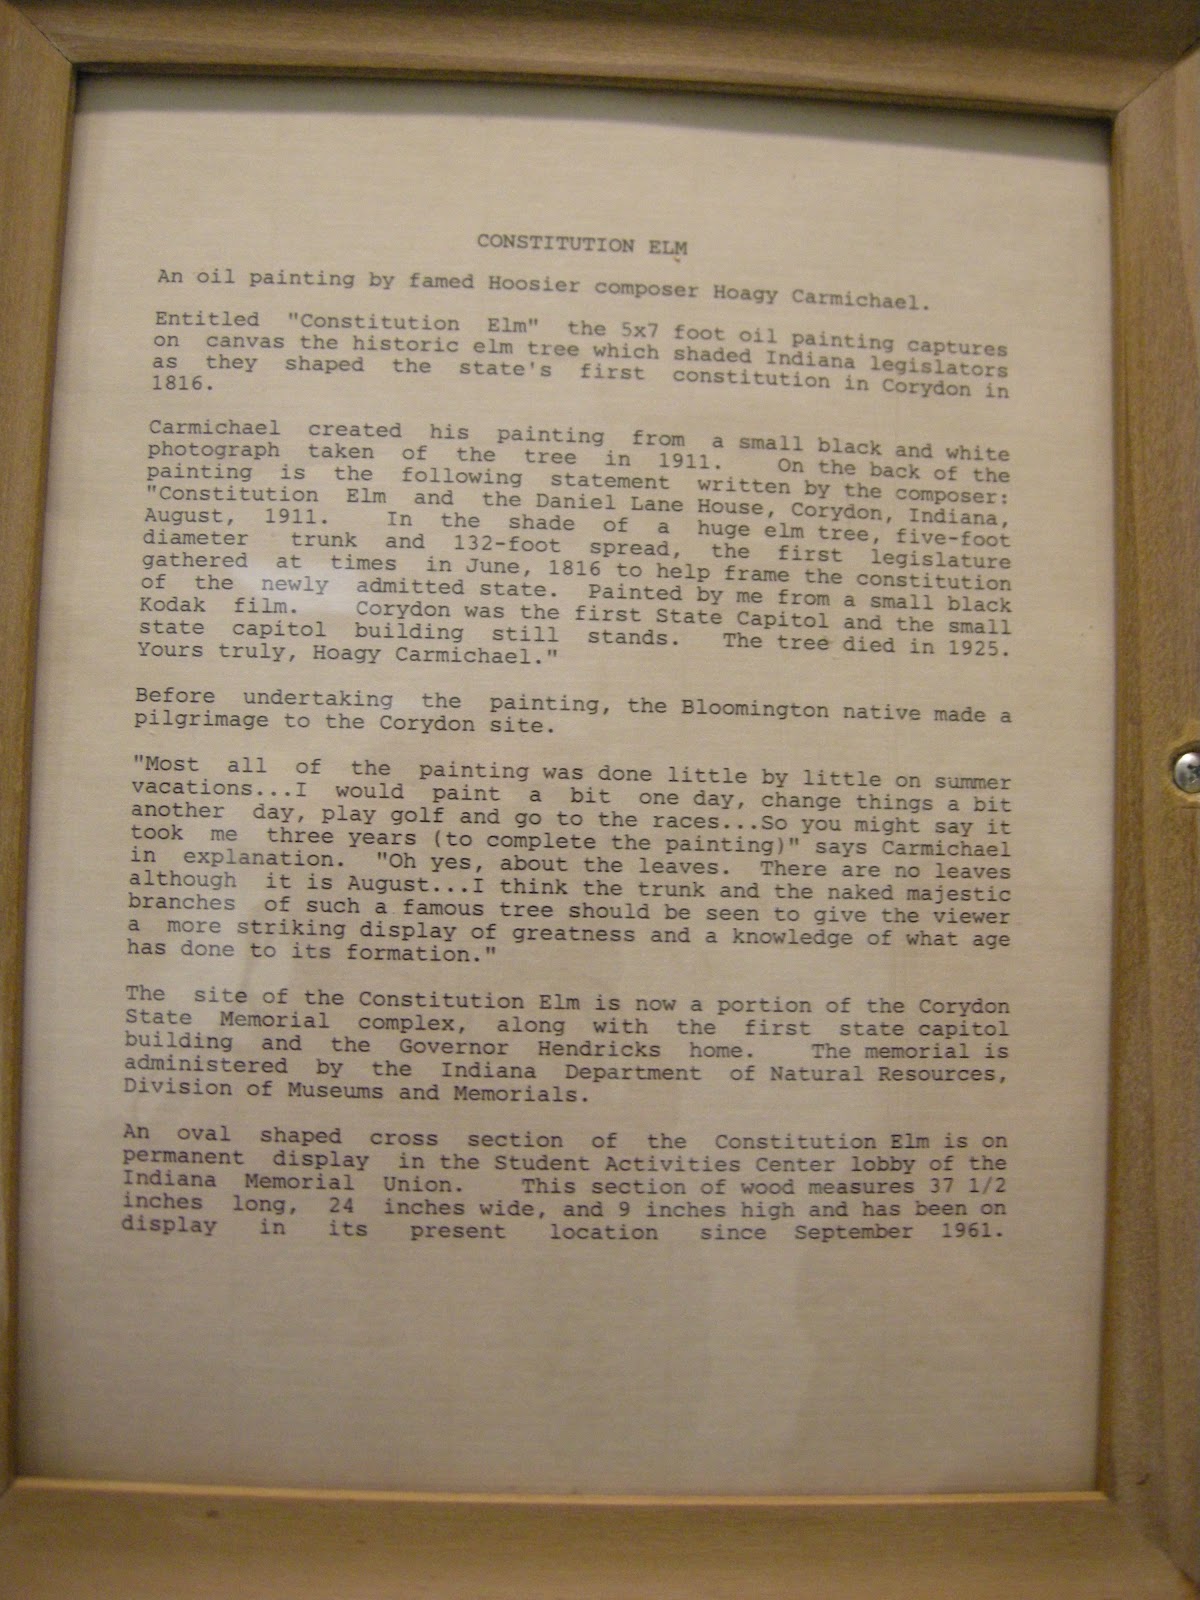 CONSTITUTION ELM
An oil painting by famed Hoosier composer Hoagy Carmichael.
Entitled "Constitution Elm" the 5x7 foot oil painting captures
on canvas the historic elm tree which shaded Indiana legislators
as they shaped the state's first constitution in Corydon in
1816.
Carmichael created his painting from a small black and white
photograph taken of the tree in 1911. On the back of the
painting is the following statement written by the composer:
"Constitution Elm and the Daniel Lane House, Corydon, Indiana,
August, 1911. In the shade of a huge elm tree, five-foot
diameter trunk and 132-foot spread, the first legislature
gathered at times in June, 1816 to help frame the constitution
of the newly admitted state. Painted by me from a small black
Kodak film. Corydon was the first State Capitol and the small
state capitol building still stands. The tree died in 1925.
Yours truly, Hoagy Carmichael."
Before undertaking the painting, the Bloomington native made a
pilgrimage to the Corydon site.
"Most all of the painting was done little by little on summer
vacations...I would paint a bit one day, change things a bit
another day, play golf and go to the races...So you might say it
took me three years (to complete the painting)" says Carmichael
in explanation. "Oh yes, about the leaves. There are no leaves
although it is August...I think the trunk and the naked majestic
branches of such a famous tree should be seen to give the viewer
a more striking display of greatness and a knowledge of what age
has done to its formation."
The site of the Constitution Elm is now a portion of the Corydon
State Memorial complex, along with the first state capitol
building and the Governor Hendricks home. The memorial is
administered by the Indiana Department of Natural Resources,
Division of Museums and Memorials.
An oval shaped cross section of the Constitution Elm is on
permanent display in the Student Activities Center lobby of the
Indiana Memorial Union. This section of wood measures 37 1/2
inches long, 24 inches wide, and 9 inches high and has been on
display in its present location since September 1961.